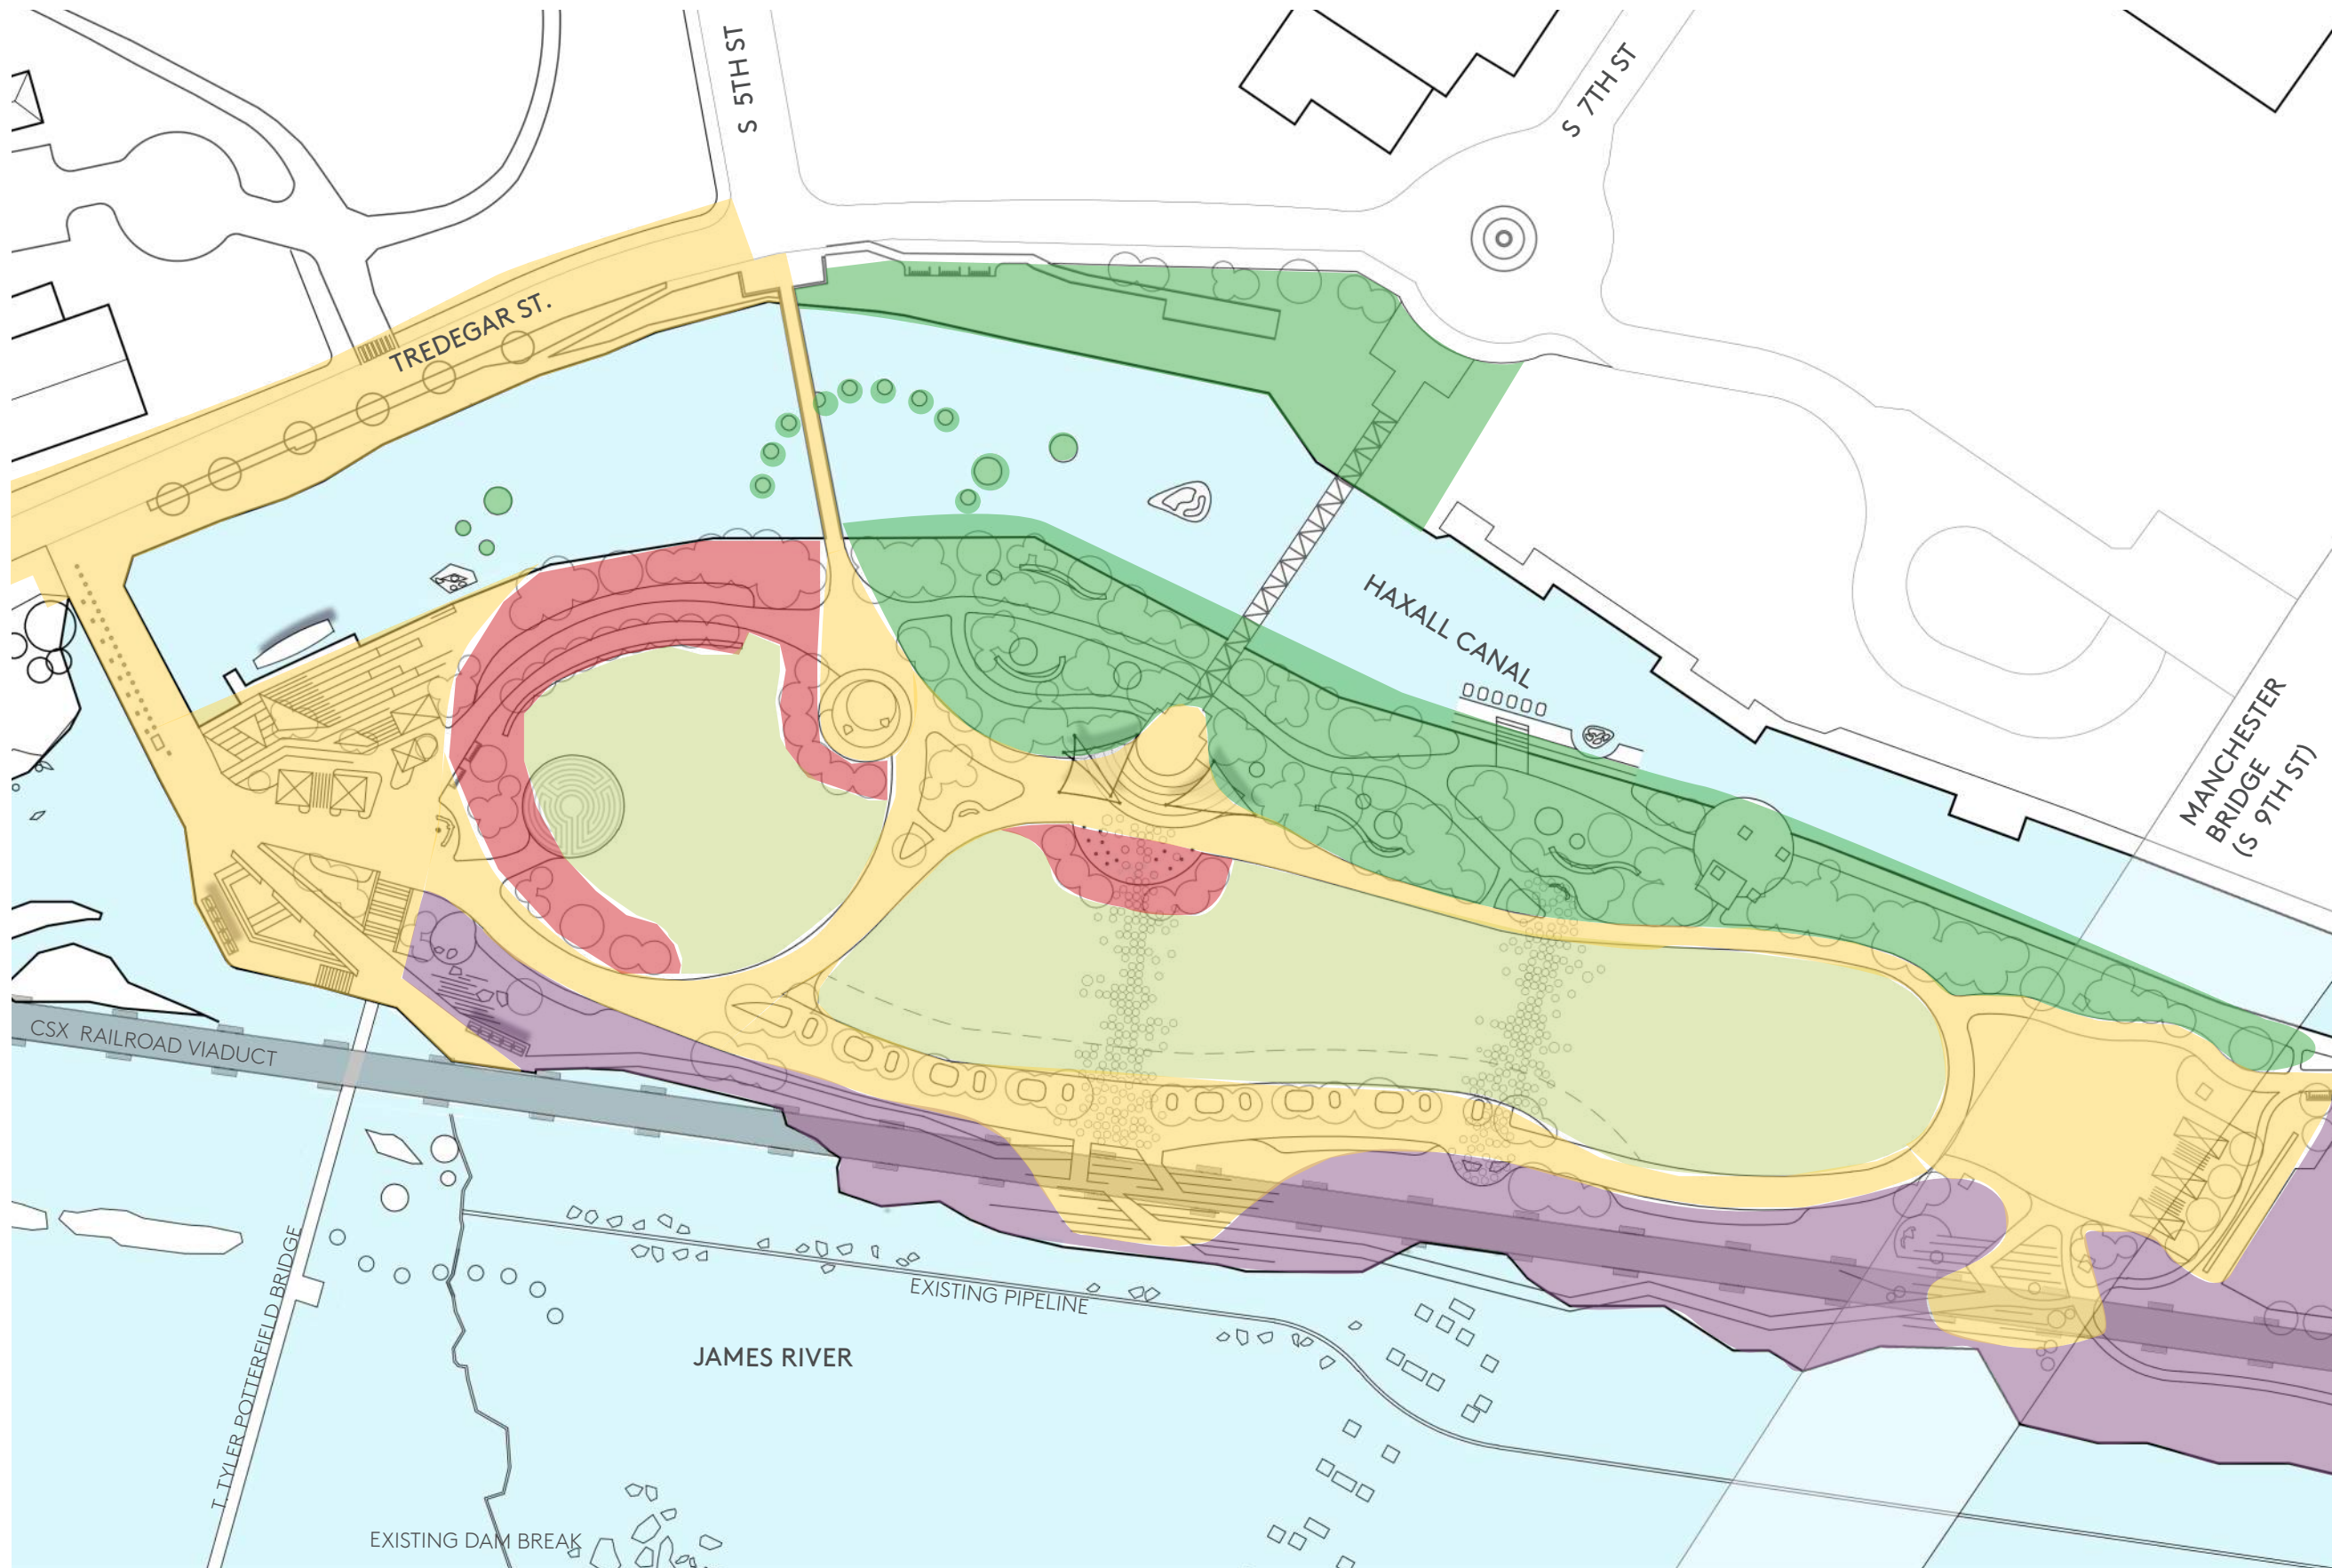 S 5TH ST
S 7TH ST
TREDEGAR ST.
HAXALL CANAL
MANCHESTER
BRIDGE
(S 9TH ST)
CSX RAILROAD VIADUCT
T. TYLER POTTERFIELD BRIDGE
EXISTING PIPELINE
JAMES RIVER
EXISTING DAM BREAK